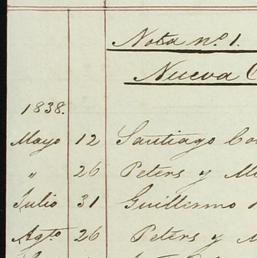 Nota nº. 1.
Nueva
1838.
Mayo 12 Santiago
" 26 Peters y
Julio 31 Guillermo
Agto. 26 Peters y